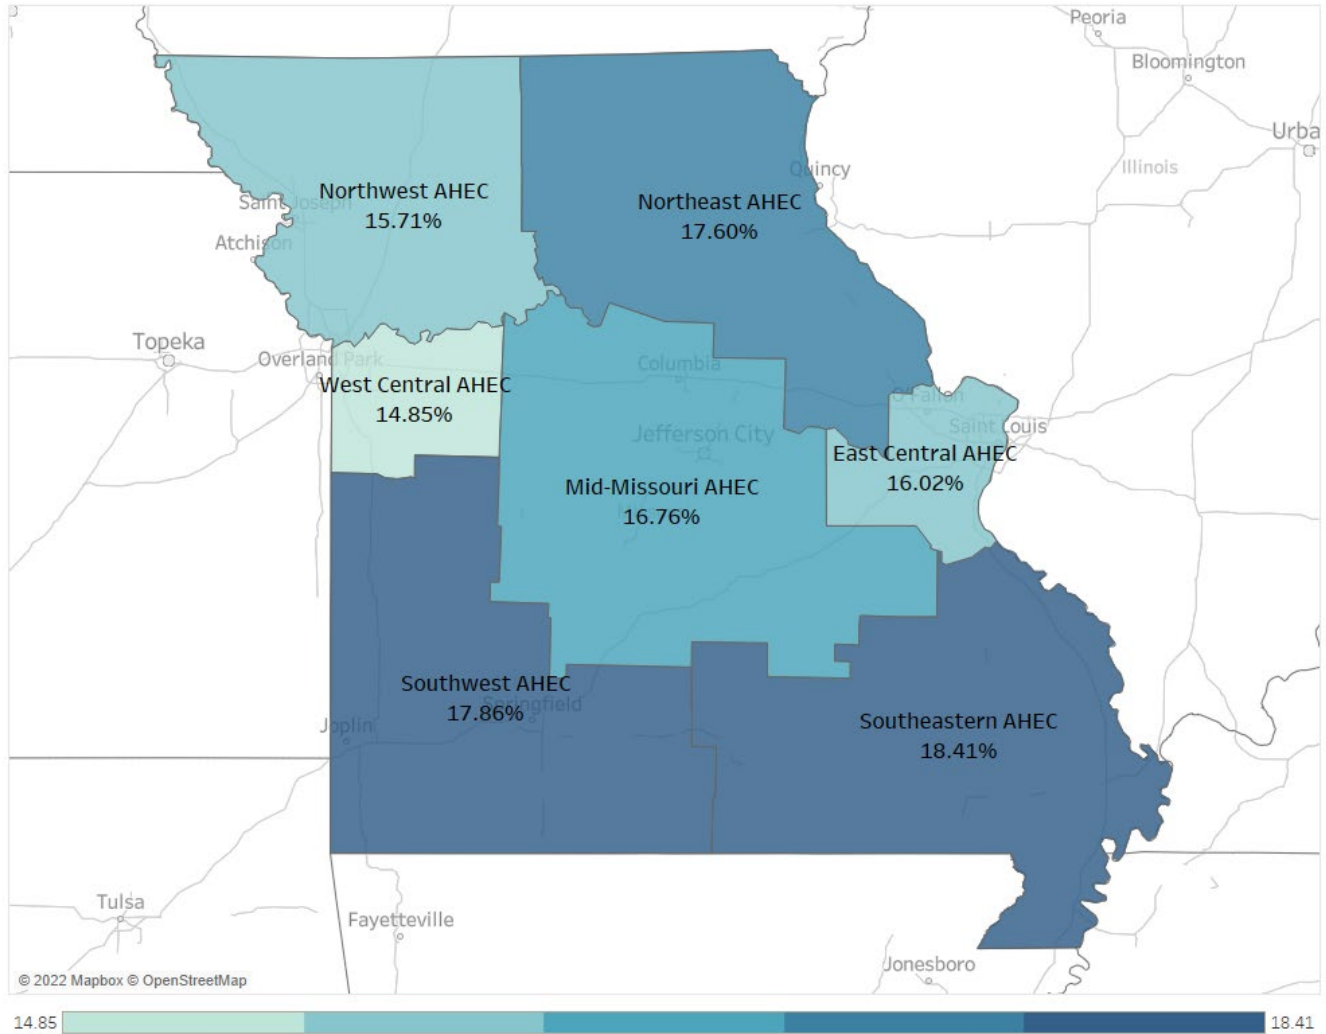 Peoria
Bloomington
Urba
Illinois
Quincy
Northwest AHEC
15.71%
Northeast AHEC
17.60%
Saint Joseph
Atchison
Topeka
Overland Park
Columbia
West Central AHEC
14.85%
O'Fallon
Saint Louis
Jefferson City
East Central AHEC
16.02%
Mid-Missouri AHEC
16.76%
Southwest AHEC
17.86%
Springfield
Joplin
Southeastern AHEC
18.41%
Tulsa
Fayetteville
Jonesboro
© 2022 Mapbox © OpenStreetMap
14.85
18.41